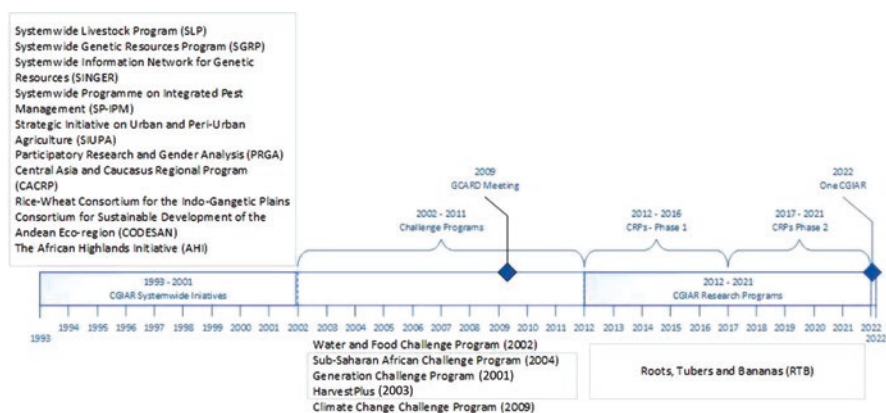 Systemwide Livestock Program (SLP)
Systemwide Genetic Resources Program (SGRP)
Systemwide Information Network for Genetic
Resources (SINGER)
Systemwide Programme on Integrated Pest
Management (SP-IPM)
Strategic Initiative on Urban and Peri-Urban
Agriculture (SIUPA)
Participatory Research and Gender Analysis (PRGA)
Central Asia and Caucasus Regional Program
(CACRP)
Rice-Wheat Consortium for the Indo-Gangetic Plains
Consortium for Sustainable Development of the
Andean Eco-region (CODESAN)
The African Highlands Initiative (AHI)
2009
GCARD Meeting
2022
One CGIAR
2002 - 2011
Challenge Programs
2012 - 2016
CRPs - Phase 1
2017 - 2021
CRPs Phase 2
1993 - 2001
CGIAR Systemwide Iniatives
2012 - 2021
CGIAR Research Programs
1994 1995 1996 1997 1998 1999 2000 2001 2002 2003 2004 2005 2006 2007 2008 2009 2010 2011 2012 2013 2014 2015 2016 2017 2018 2019 2020 2021 2022
1993 2022
Water and Food Challenge Program (2002)
Sub-Saharan African Challenge Program (2004)
Generation Challenge Program (2001)
HarvestPlus (2003)
Climate Change Challenge Program (2009)
Roots, Tubers and Bananas (RTB)